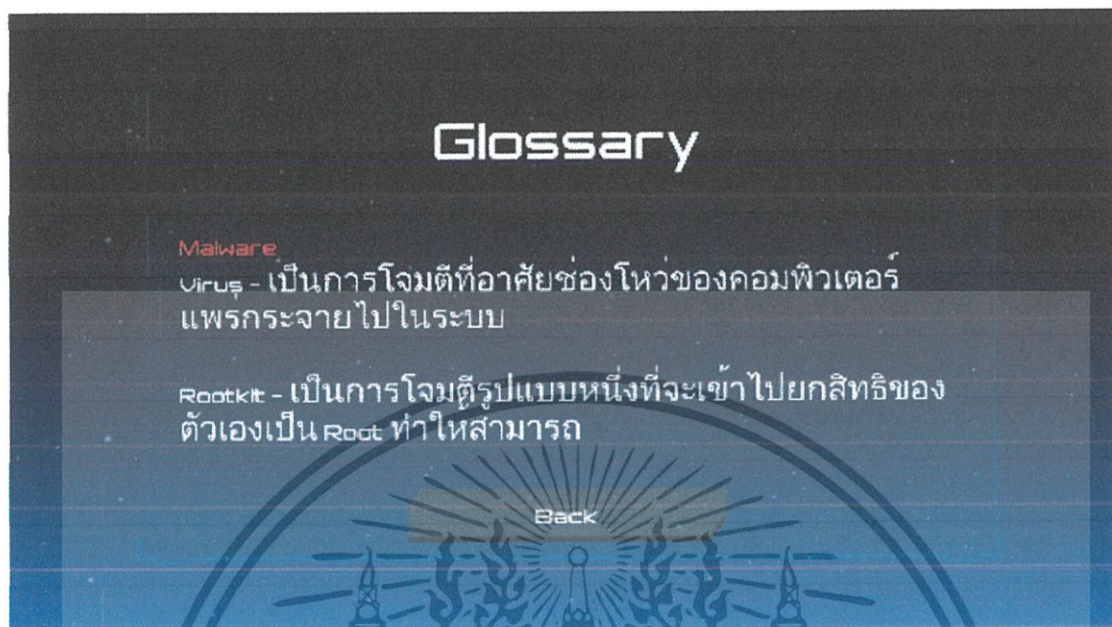 Glossary
Malware
Virus - เป็นการโจมตีที่อาศัยช่องโหว่ของคอมพิวเตอร์
แพรกระจายไปในระบบ
Rootkit - เป็นการโจมตีรูปแบบหนึ่งที่จะเข้าไปยกสิทธิของ
ตัวเองเป็น Root ทำให้สามารถ
Back